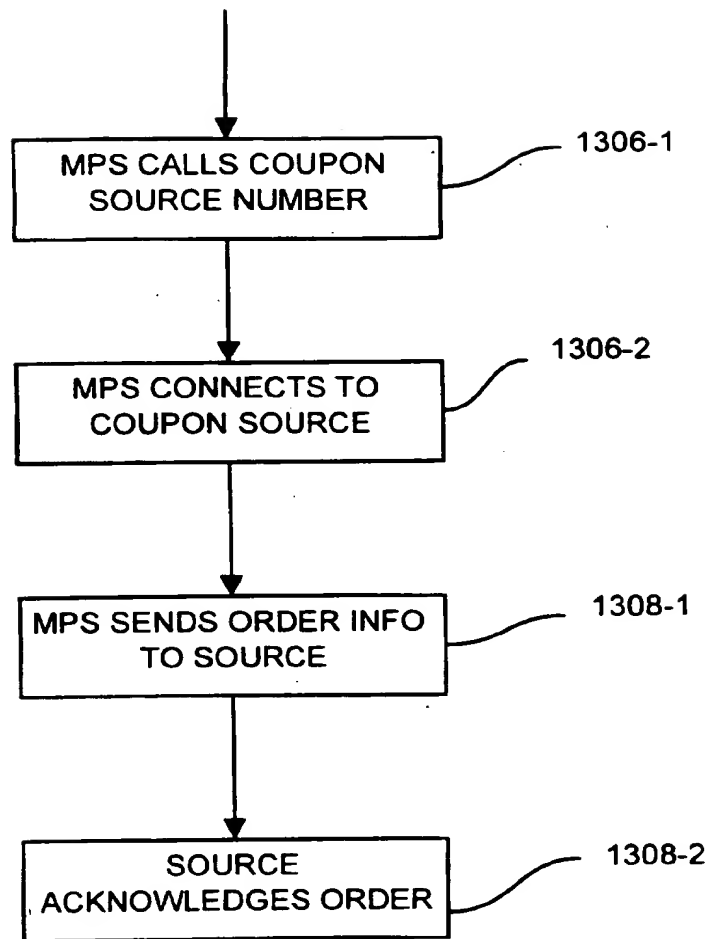 MPS CALLS COUPON
SOURCE NUMBER
1306-1
MPS CONNECTS TO
COUPON SOURCE
1306-2
MPS SENDS ORDER INFO
TO SOURCE
1308-1
SOURCE
ACKNOWLEDGES ORDER
1308-2